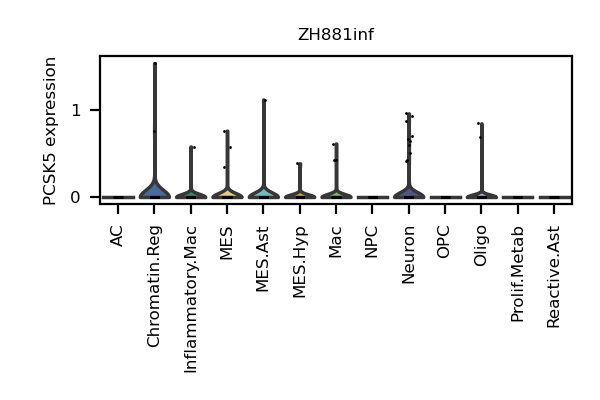 ZH881inf
PCSK5 expression
1
0
AC
Chromatin.Reg
Inflammatory.Mac
MES
MES.Ast
MES.Hyp
Mac
NPC
Neuron
OPC
Oligo
Prolif.Metab
Reactive.Ast